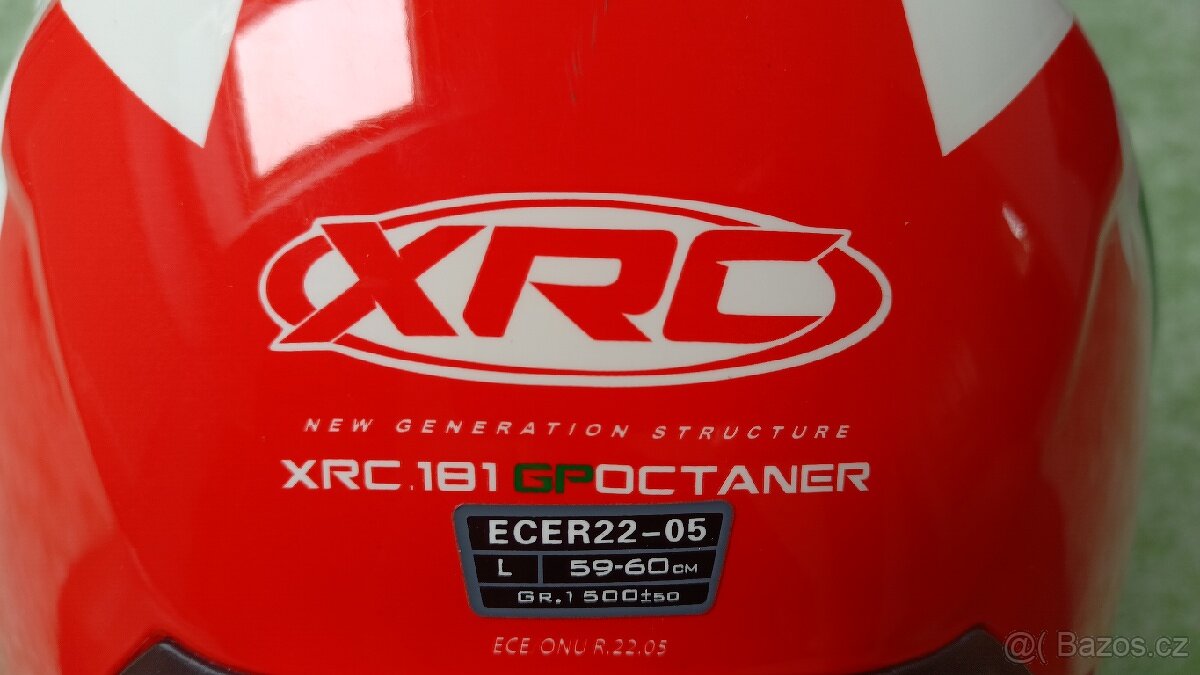 XRC
NEW GENERATION STRUCTURE
XRC.181 GPOCTANER
ECER22-05
L 59-60CM
GR.1500±50
ECE ONU R.22.05
@( Bazos.cz